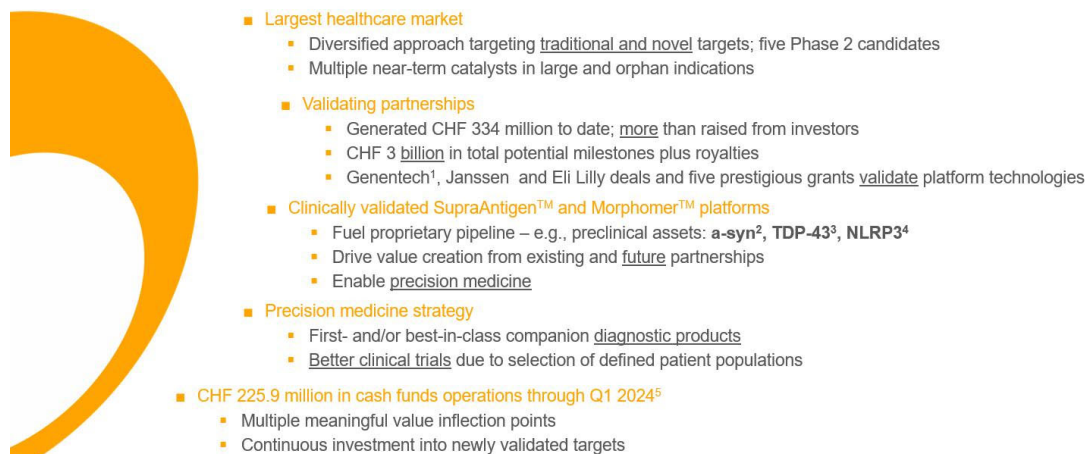 ▪ Largest healthcare market
▪ Diversified approach targeting traditional and novel targets; five Phase 2 candidates
▪ Multiple near-term catalysts in large and orphan indications
▪ Validating partnerships
▪ Generated CHF 334 million to date; more than raised from investors
▪ CHF 3 billion in total potential milestones plus royalties
▪ Genentech¹, Janssen and Eli Lilly deals and five prestigious grants validate platform technologies
▪ Clinically validated SupraAntigen™ and Morphomer™ platforms
▪ Fuel proprietary pipeline – e.g., preclinical assets: a-syn², TDP-43³, NLRP3⁴
▪ Drive value creation from existing and future partnerships
▪ Enable precision medicine
▪ Precision medicine strategy
▪ First- and/or best-in-class companion diagnostic products
▪ Better clinical trials due to selection of defined patient populations
▪ CHF 225.9 million in cash funds operations through Q1 2024⁵
▪ Multiple meaningful value inflection points
▪ Continuous investment into newly validated targets